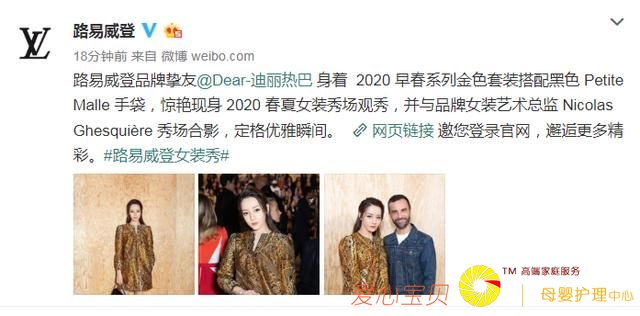 路易威登
18分钟前 来自 微博 weibo.com
路易威登品牌挚友@Dear-迪丽热巴 身着 2020 早春系列金色套装搭配黑色 Petite
Malle 手袋，惊艳现身 2020 春夏女装秀场观秀，并与品牌女装艺术总监 Nicolas
Ghesquière 秀场合影，定格优雅瞬间。 网页链接 邀您登录官网，邂逅更多精
彩。#路易威登女装秀#
爱心宝贝
TM 高端家庭服务
母婴护理中心